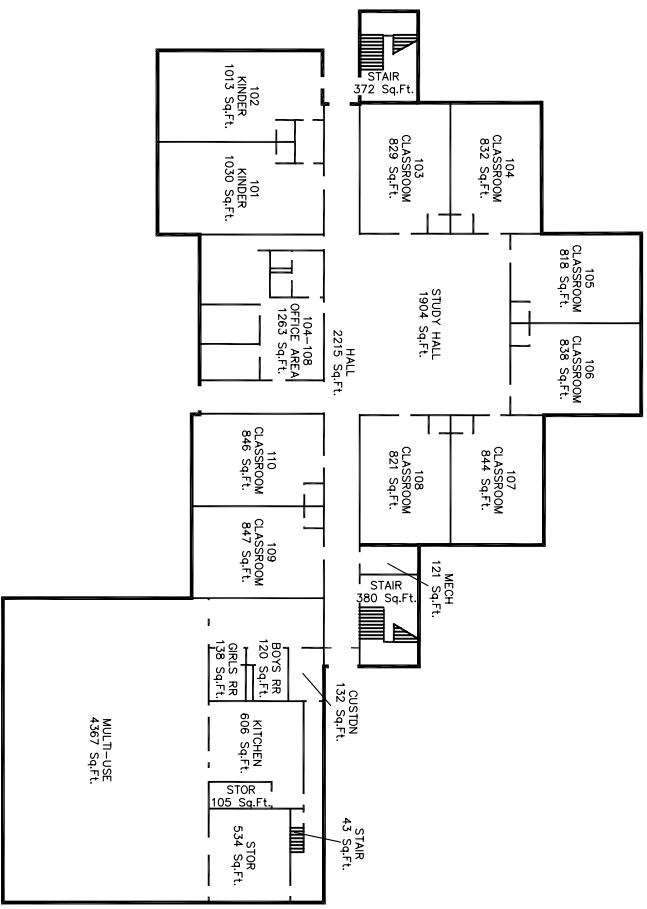 STAIR
372 Sq.Ft.
102
KINDER
1013 Sq.Ft.
101
KINDER
1030 Sq.Ft.
103
CLASSROOM
829 Sq.Ft.
104
CLASSROOM
832 Sq.Ft.
105
CLASSROOM
818 Sq.Ft.
106
CLASSROOM
838 Sq.Ft.
STUDY HALL
1904 Sq.Ft.
104-108
OFFICE AREA
1263 Sq.Ft.
HALL
2215 Sq.Ft.
110
CLASSROOM
846 Sq.Ft.
109
CLASSROOM
847 Sq.Ft.
108
CLASSROOM
821 Sq.Ft.
107
CLASSROOM
844 Sq.Ft.
MECH
121 Sq.Ft.
STAIR
380 Sq.Ft.
BOYS RR
120 Sq.Ft.
GIRLS RR
138 Sq.Ft.
CUSTDN
132 Sq.Ft.
KITCHEN
606 Sq.Ft.
MULTI-USE
4367 Sq.Ft.
STOR
105 Sq.Ft.
STOR
534 Sq.Ft.
STAIR
43 Sq.Ft.